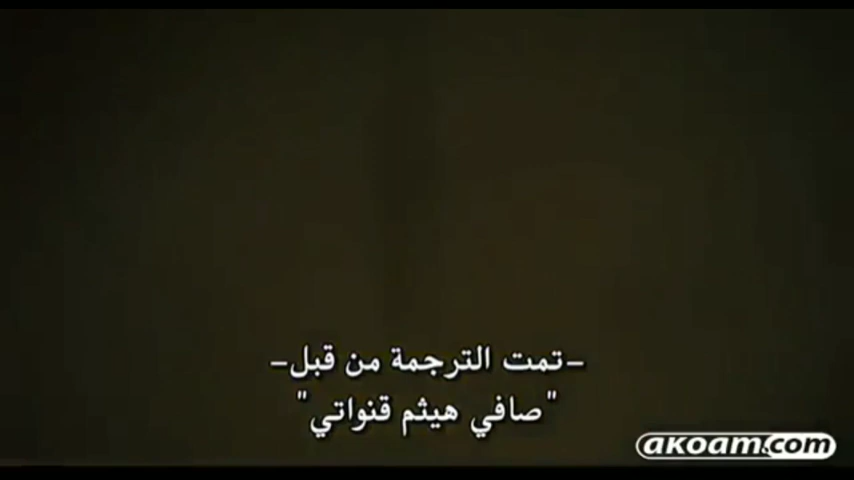 -تمت الترجمة من قبل-
"صافي هيثم قنواتي"
akoam.com